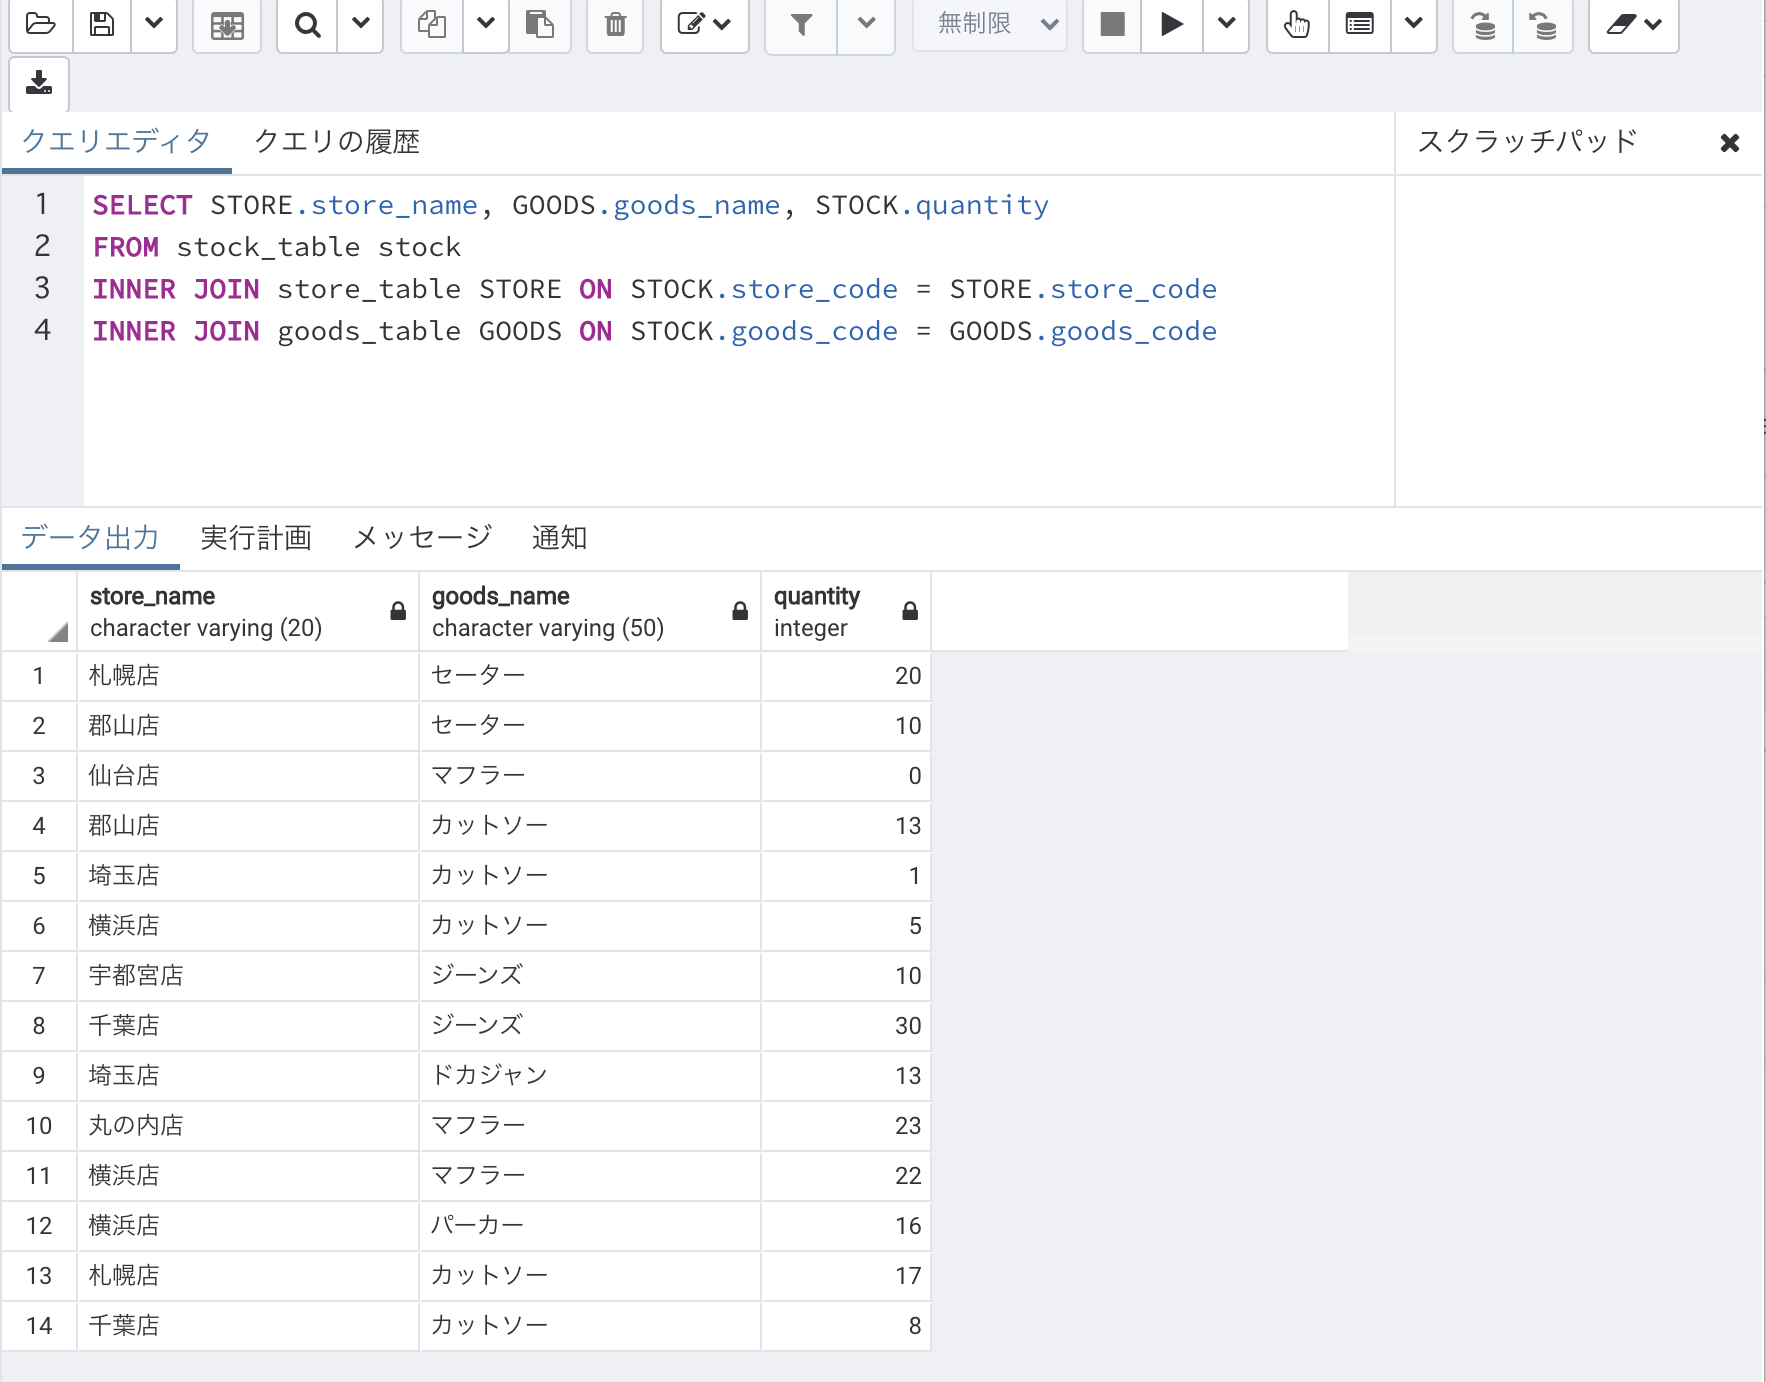 無制限
クエリエディタ クエリの履歴 スクラッチパッド
1 SELECT STORE.store_name, GOODS.goods_name, STOCK.quantity
2 FROM stock_table stock
3 INNER JOIN store_table STORE ON STOCK.store_code = STORE.store_code
4 INNER JOIN goods_table GOODS ON STOCK.goods_code = GOODS.goods_code
データ出力 実行計画 メッセージ 通知
store_name goods_name quantity
character varying (20) character varying (50) integer
1 札幌店 セーター 20
2 郡山店 セーター 10
3 仙台店 マフラー 0
4 郡山店 カットソー 13
5 埼玉店 カットソー 1
6 横浜店 カットソー 5
7 宇都宮店 ジーンズ 10
8 千葉店 ジーンズ 30
9 埼玉店 ドカジャン 13
10 丸の内店 マフラー 23
11 横浜店 マフラー 22
12 横浜店 パーカー 16
13 札幌店 カットソー 17
14 千葉店 カットソー 8